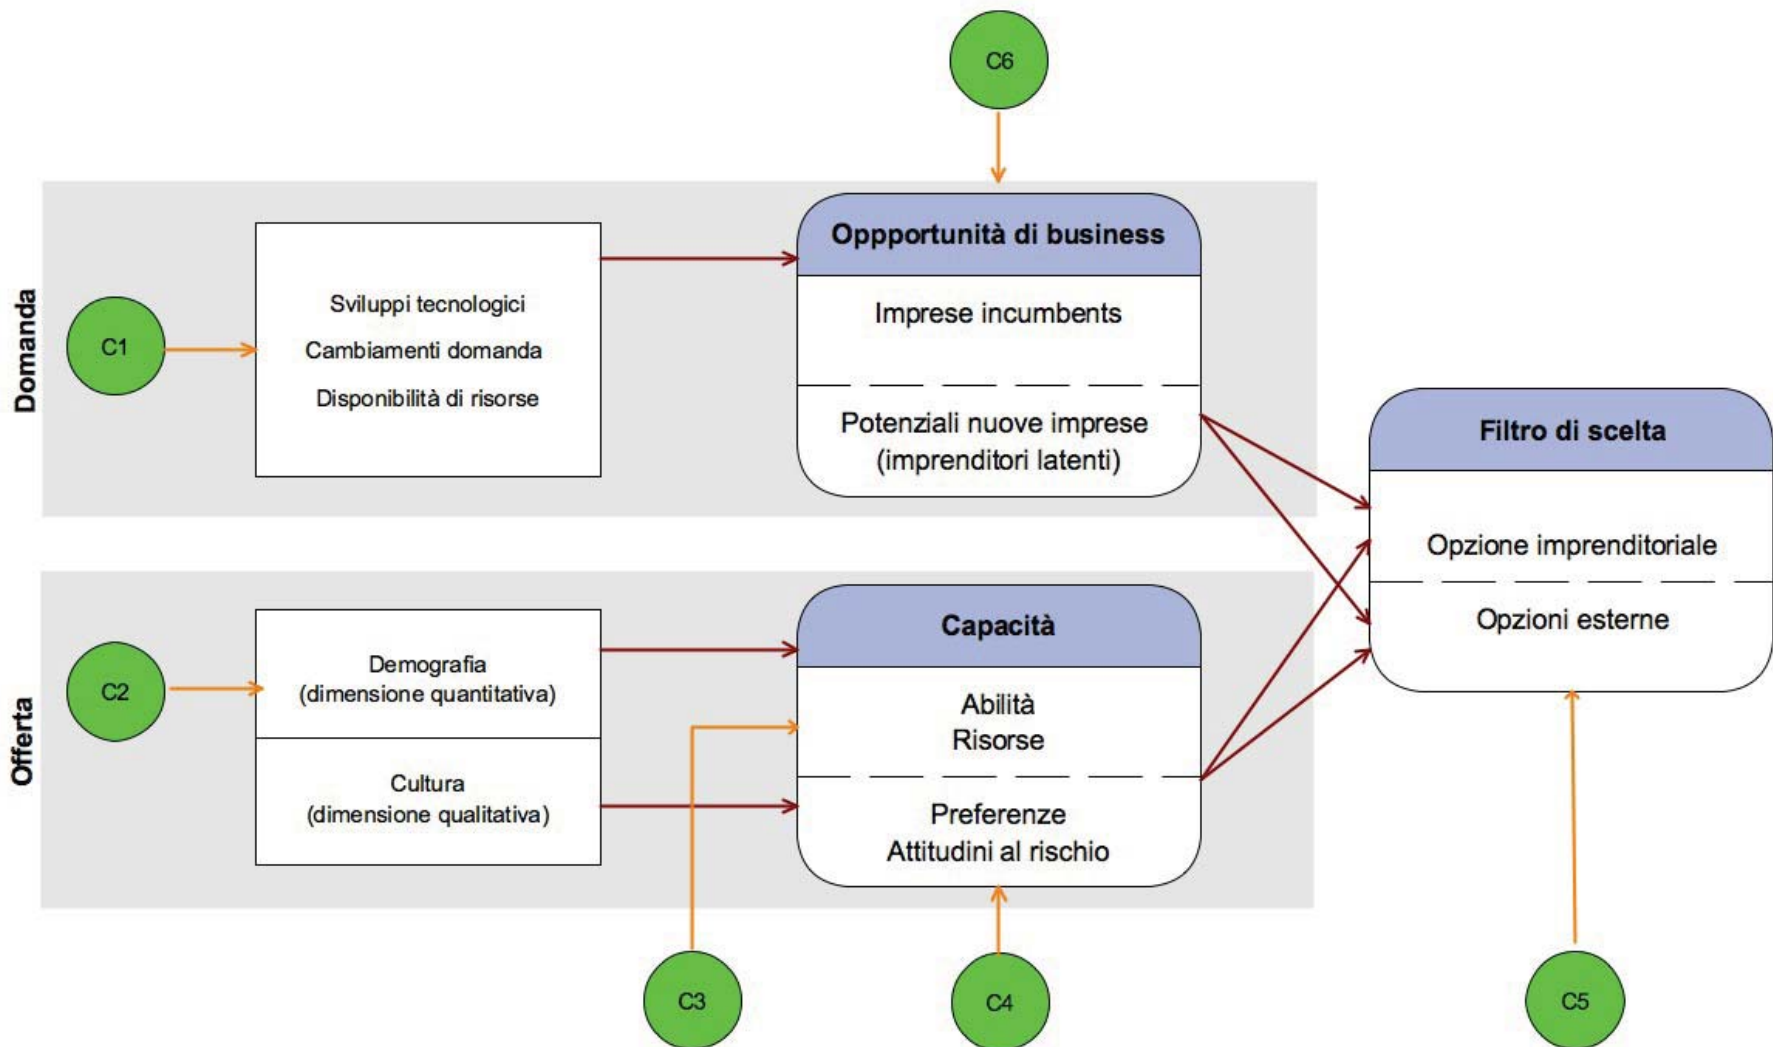 C6
Domanda
C1
Sviluppi tecnologici
Cambiamenti domanda
Disponibilità di risorse
Oppportunità di business
Imprese incumbents
Potenziali nuove imprese
(imprenditori latenti)
Filtro di scelta
Opzione imprenditoriale
Opzioni esterne
Offerta
C2
Demografia
(dimensione quantitativa)
Cultura
(dimensione qualitativa)
Capacità
Abilità
Risorse
Preferenze
Attitudini al rischio
C3
C4
C5